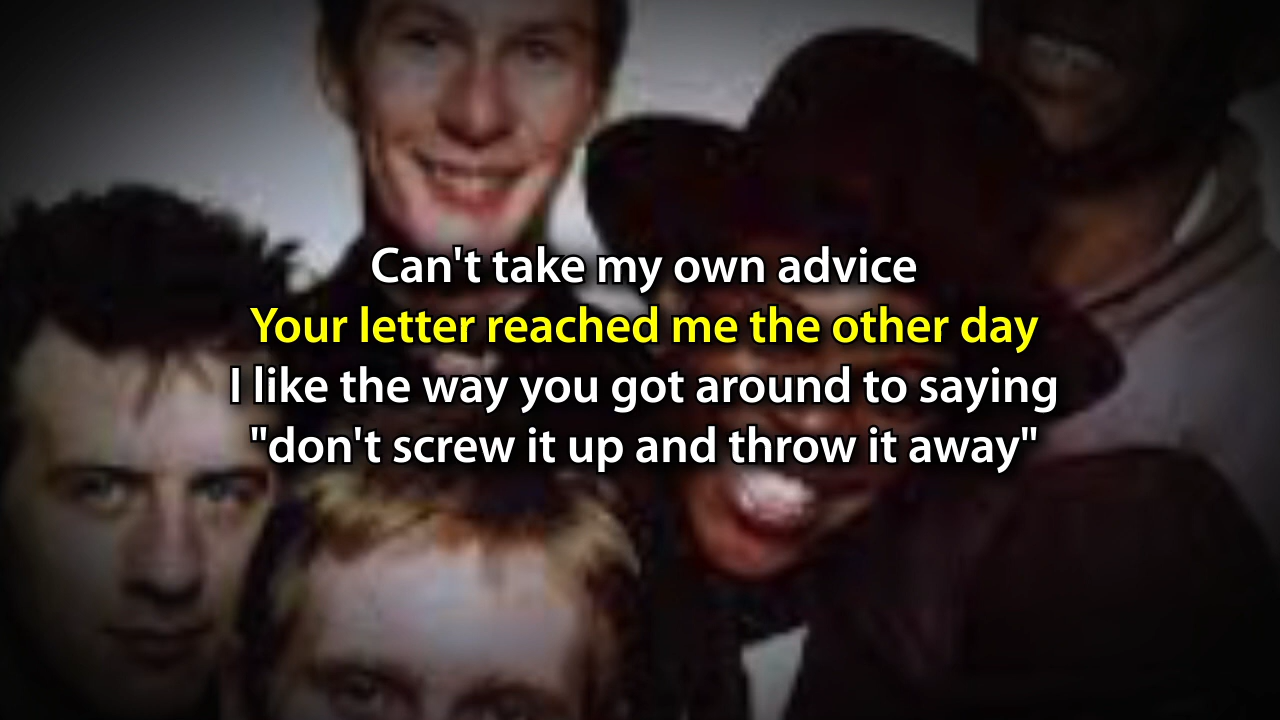 Can't take my own advice
Your letter reached me the other day
I like the way you got around to saying
"don't screw it up and throw it away"